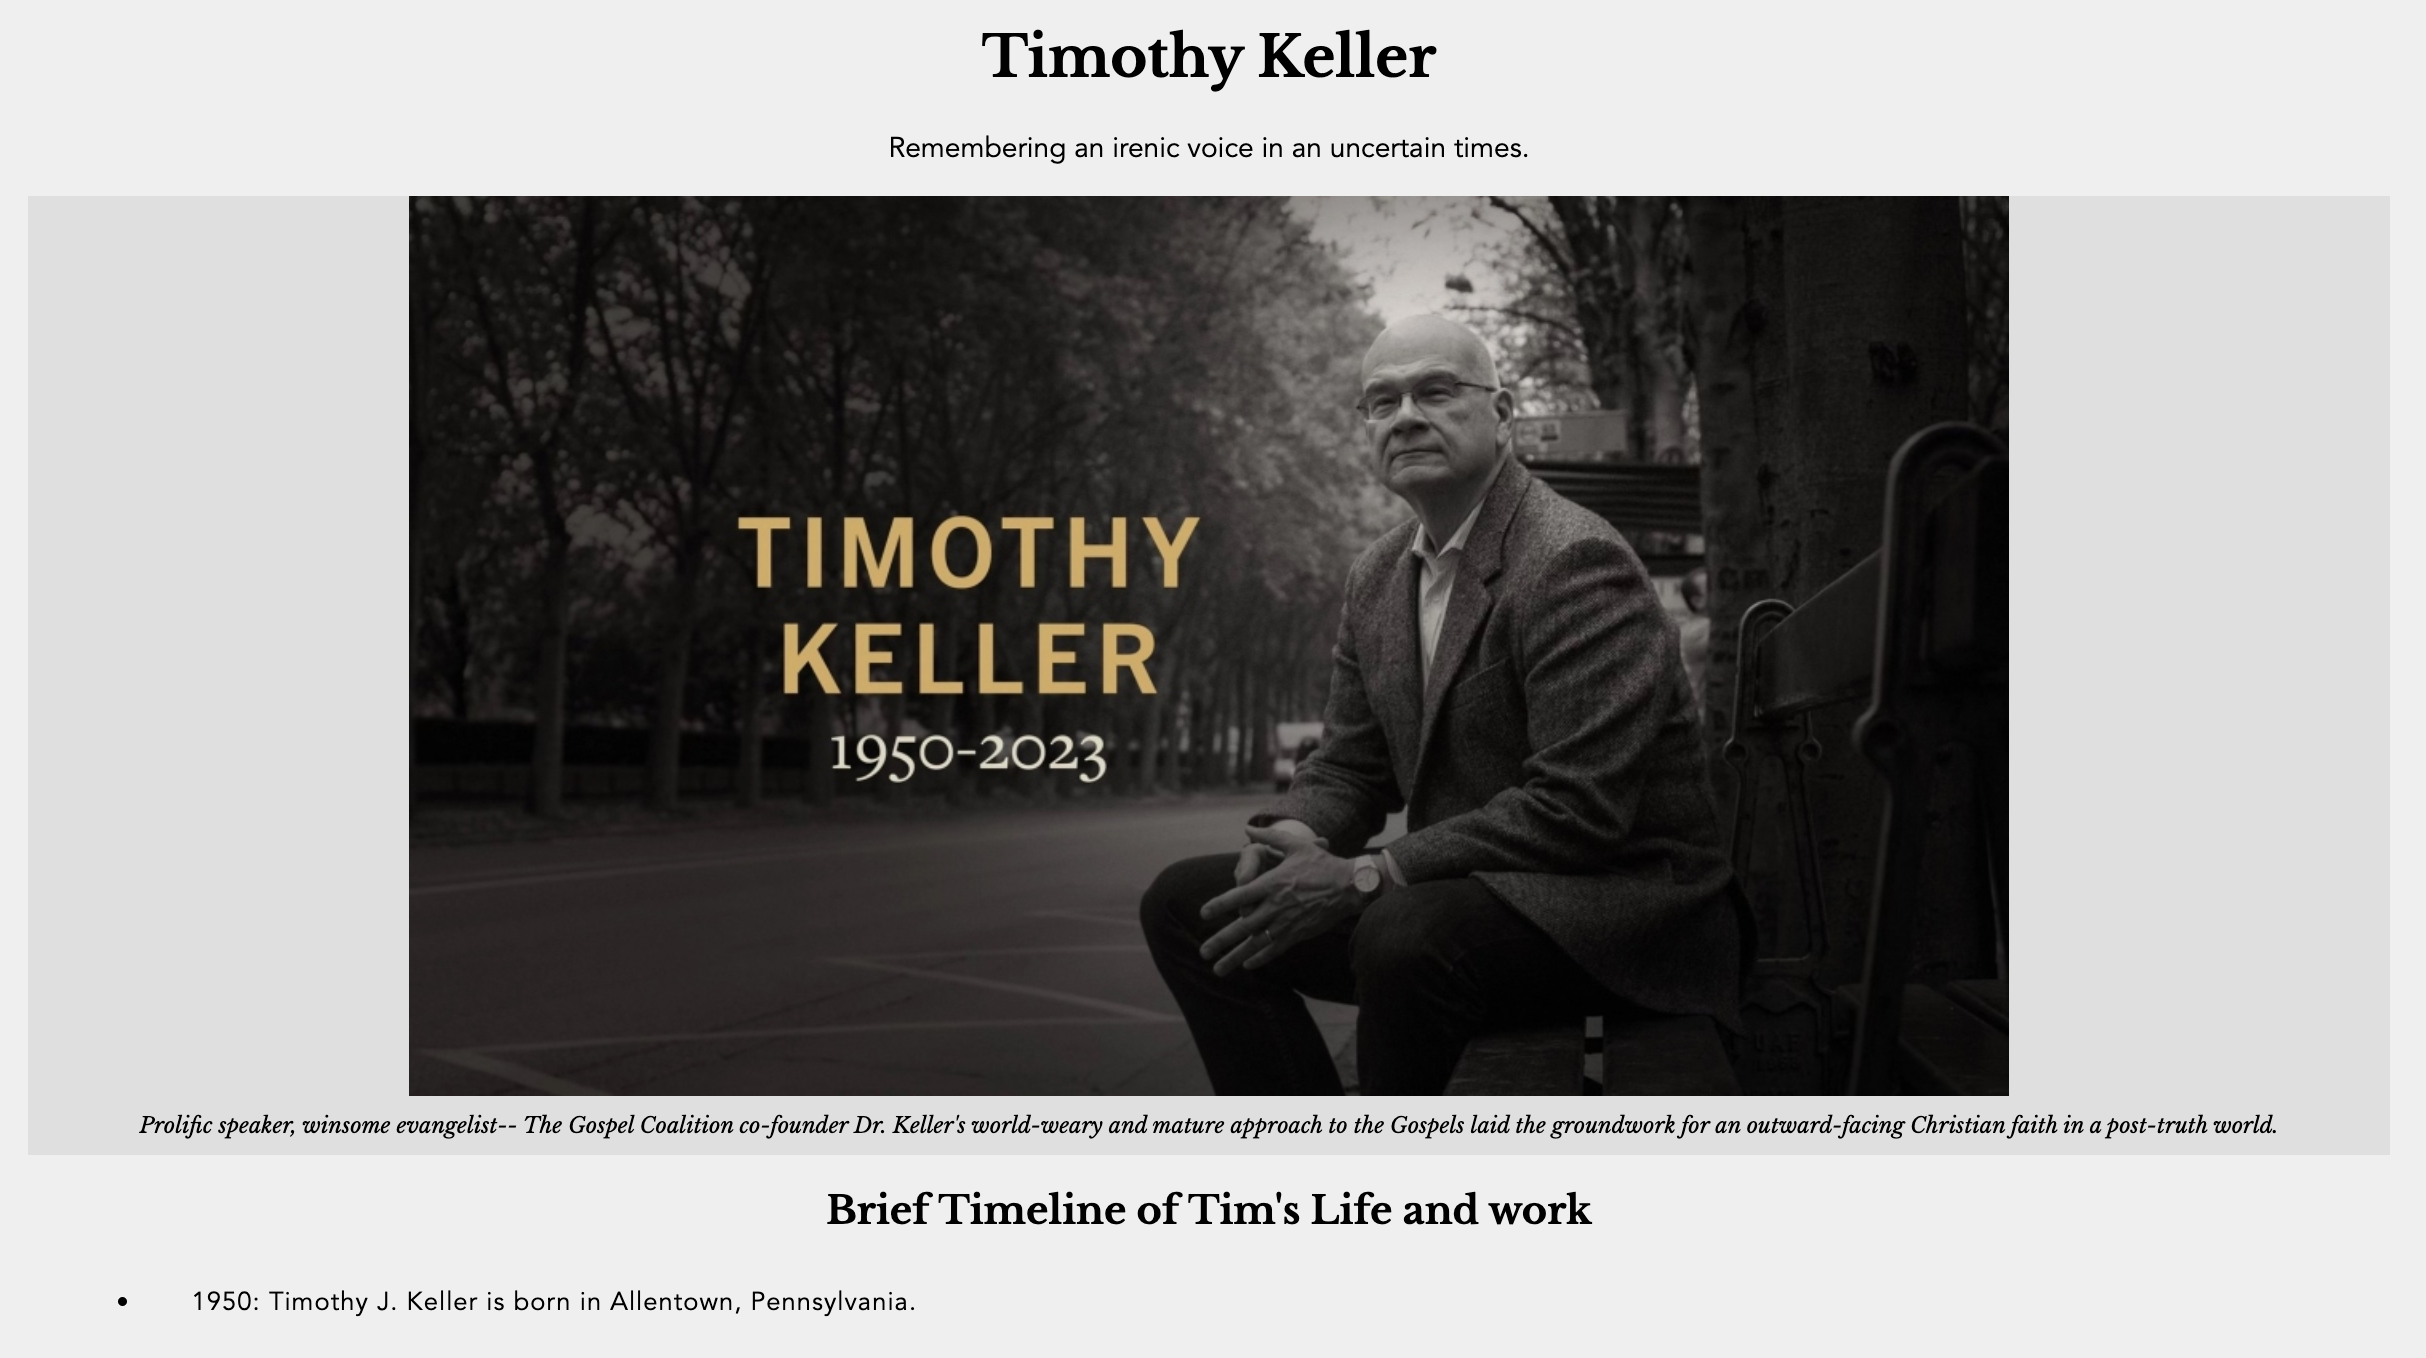 Timothy Keller
Remembering an irenic voice in an uncertain times.
TIMOTHY
KELLER
1950-2023
Prolific speaker, winsome evangelist-- The Gospel Coalition co-founder Dr. Keller's world-weary and mature approach to the Gospels laid the groundwork for an outward-facing Christian faith in a post-truth world.
Brief Timeline of Tim's Life and work
• 1950: Timothy J. Keller is born in Allentown, Pennsylvania.